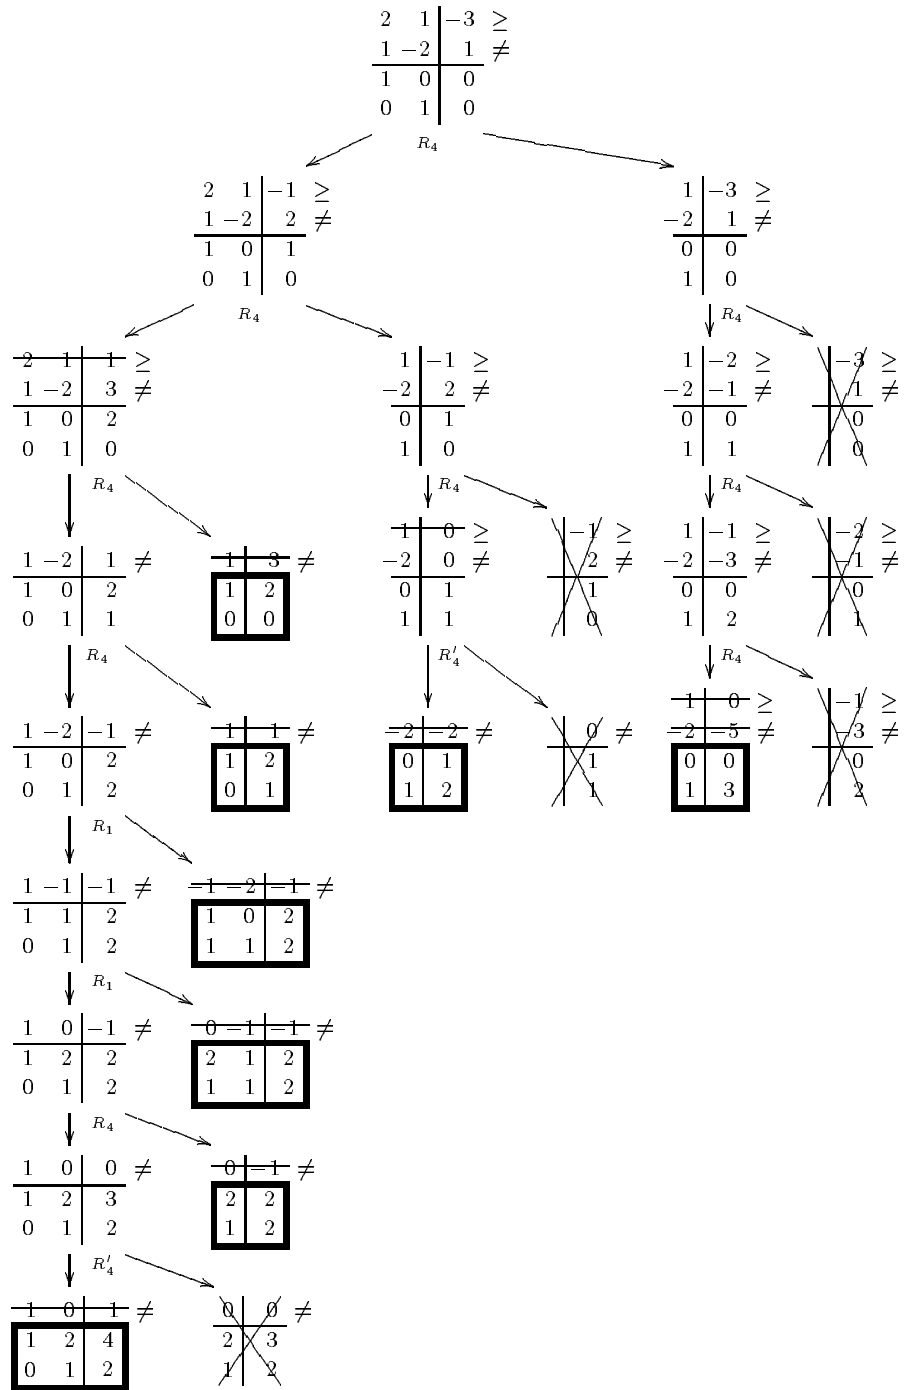 2 1 −3 ≥
1 −2 1 ≠
1 0 0
0 1 0
R4
2 1 −1 ≥ 1 −3 ≥
1 −2 2 ≠ −2 1 ≠
1 0 1 0 0
0 1 0 1 0
R4 R4
2 1 1 ≥ 1 −1 ≥ 1 −2 ≥ −3 ≥
1 −2 3 ≠ −2 2 ≠ −2 −1 ≠ 1 ≠
1 0 2 0 1 0 0 0
0 1 0 1 0 1 1 0
R4 R4 R4
1 0 ≥ −1 ≥ 1 −1 ≥ −2 ≥
1 −2 1 ≠ 1 3 ≠ −2 0 ≠ 2 ≠ −2 −3 ≠ −1 ≠
1 0 2 1 2 0 1 1 0 0 0
0 1 1 0 0 1 1 0 1 2 1
R4 R′4 R4
1 0 ≥ −1 ≥
1 −2 −1 ≠ 1 1 ≠ −2 −2 ≠ 0 ≠ −2 −5 ≠ −3 ≠
1 0 2 1 2 0 1 1 0 0 0
0 1 2 0 1 1 2 1 1 3 2
R1
1 −1 −1 ≠ −1 −2 −1 ≠
1 1 2 1 0 2
0 1 2 1 1 2
R1
1 0 −1 ≠ 0 −1 −1 ≠
1 2 2 2 1 2
0 1 2 1 1 2
R4
1 0 0 ≠ 0 −1 ≠
1 2 3 2 2
0 1 2 1 2
R′4
1 0 1 ≠ 0 0 ≠
1 2 4 2 3
0 1 2 1 2